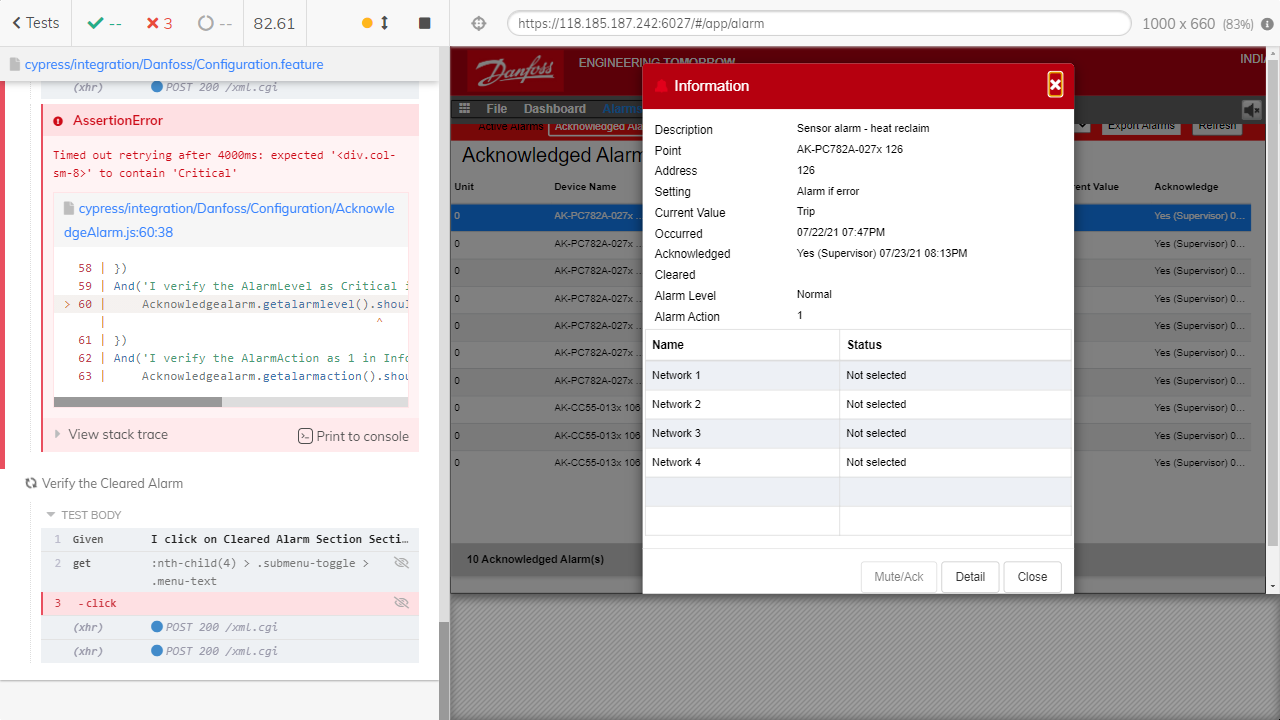 Tests
--
3
--
82.61
https://118.185.187.242:6027/#/app/alarm
1000 x 660 (83%)
cypress/integration/Danfoss/Configuration.feature
(xhr) POST 200 /xml.cgi
AssertionError
Timed out retrying after 4000ms: expected '<div.col-
sm-8>' to contain 'Critical'
cypress/integration/Danfoss/Configuration/Acknowle
dgeAlarm.js:60:38
58 | })
59 | And('I verify the AlarmLevel as Critical i
> 60 | Acknowledgealarm.getalarmlevel().shoul
| ^
61 | })
62 | And('I verify the AlarmAction as 1 in Info
63 | Acknowledgealarm.getalarmaction().shou
View stack trace
Print to console
Verify the Cleared Alarm
TEST BODY
1 Given I click on Cleared Alarm Section Secti…
2 get :nth-child(4) > .submenu-toggle >
.menu-text
3 -click
(xhr) POST 200 /xml.cgi
(xhr) POST 200 /xml.cgi
Danfoss
ENGINEERING TOMORROW
INDI
File Dashboard Alarm
Active Alarms Acknowledged Ala
Export Alarms Refresh
Acknowledged Alarm
Unit Device Name rent Value Acknowledge
0 AK-PC782A-027x ... Yes (Supervisor) 0...
0 AK-PC782A-027x ... Yes (Supervisor) 0...
0 AK-PC782A-027x ... Yes (Supervisor) 0...
0 AK-PC782A-027x ... Yes (Supervisor) 0...
0 AK-PC782A-027x ... Yes (Supervisor) 0...
0 AK-PC782A-027x ... Yes (Supervisor) 0...
0 AK-PC782A-027x ... Yes (Supervisor) 0...
0 AK-CC55-013x 106 Yes (Supervisor) 0...
0 AK-CC55-013x 106 Yes (Supervisor) 0...
0 AK-CC55-013x 106 Yes (Supervisor) 0...
10 Acknowledged Alarm(s)
Information
Description Sensor alarm - heat reclaim
Point AK-PC782A-027x 126
Address 126
Setting Alarm if error
Current Value Trip
Occurred 07/22/21 07:47PM
Acknowledged Yes (Supervisor) 07/23/21 08:13PM
Cleared
Alarm Level Normal
Alarm Action 1
Name Status
Network 1 Not selected
Network 2 Not selected
Network 3 Not selected
Network 4 Not selected
Mute/Ack Detail Close